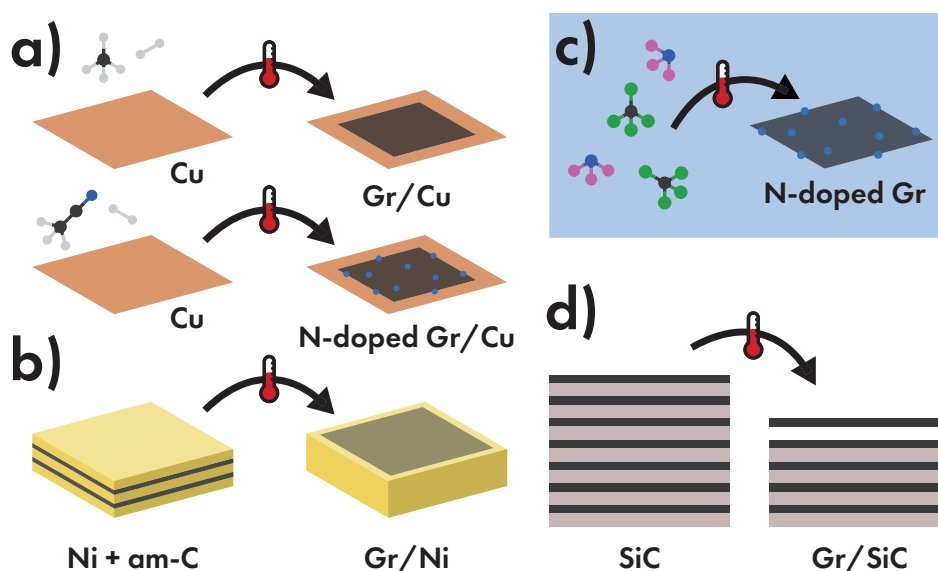 a)
Cu
Gr/Cu
Cu
N-doped Gr/Cu
b)
Ni + am-C
Gr/Ni
c)
N-doped Gr
d)
SiC
Gr/SiC